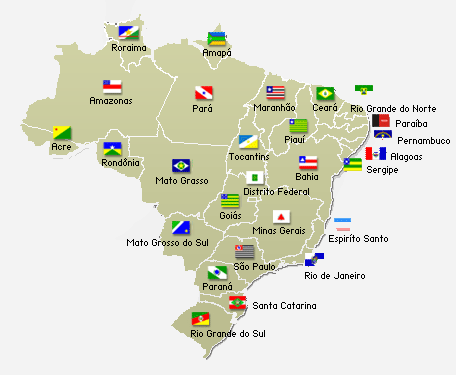 Roraima
Amapá
Amazonas
Pará
Maranhão
Ceará
Rio Grande do Norte
Paraíba
Pernambuco
Piauí
Acre
Rondônia
Tocantins
Alagoas
Sergipe
Mato Grosso
Bahia
Distrito Federal
Goiás
Minas Gerais
Espiríto Santo
Mato Grosso do Sul
São Paulo
Rio de Janeiro
Paraná
Santa Catarina
Rio Grande do Sul